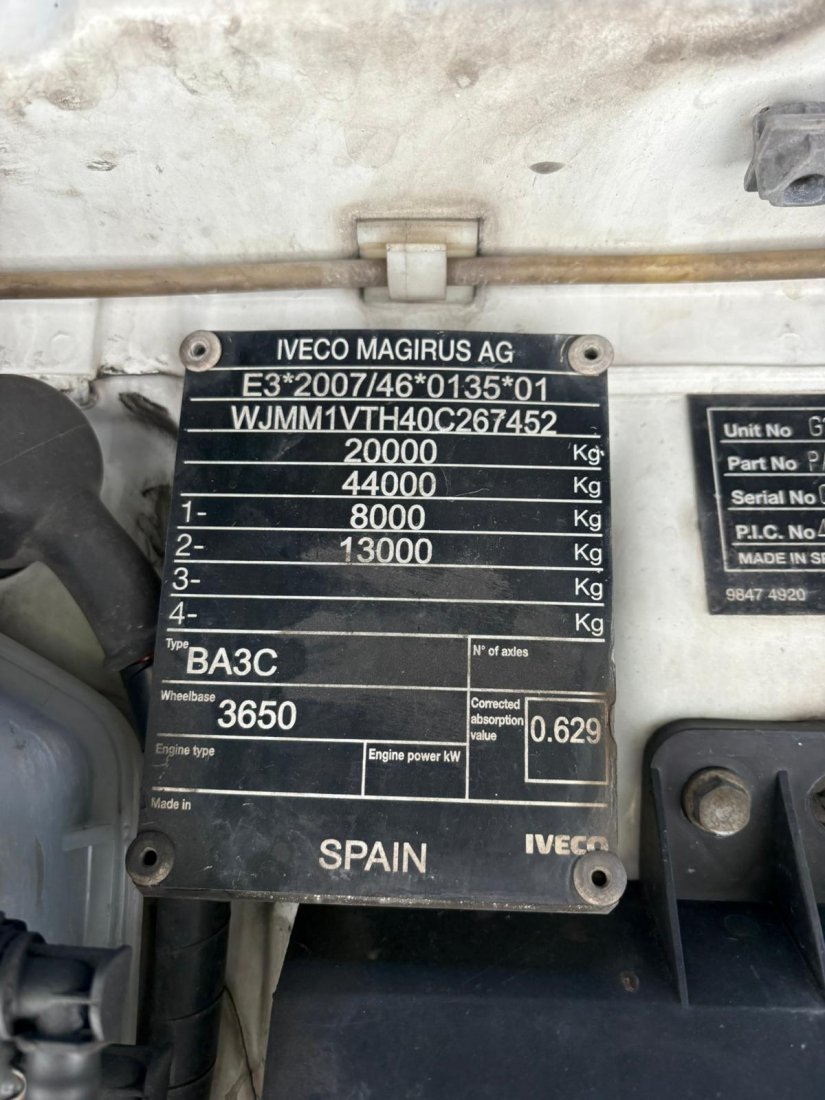 IVECO MAGIRUS AG
E3*2007/46*0135*01
WJMM1VTH40C267452
20000 Kg
44000 Kg
1- 8000 Kg
2- 13000 Kg
3- Kg
4- Kg
Type BA3C
N° of axles
Wheelbase 3650
Corrected absorption value 0.629
Engine type
Engine power kW
Made in
SPAIN
IVECO
Unit No
Part No
Serial No
P.I.C. No
MADE IN
9847 4920